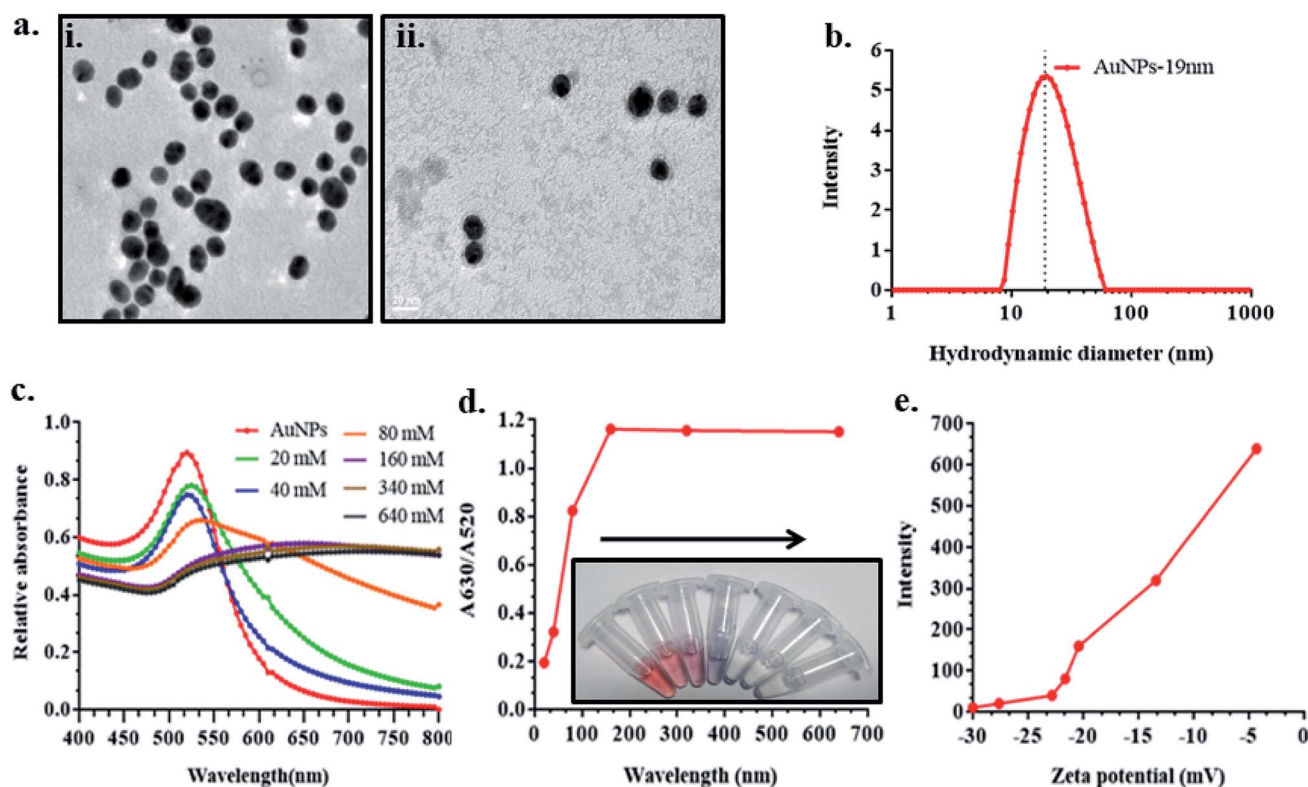 a.
i.
ii.
20 nm
b.
6
5
4
3
2
1
0
Intensity
AuNPs-19nm
1
10
100
1000
Hydrodynamic diameter (nm)
c.
1.0
0.8
0.6
0.4
0.2
0.0
Relative absorbance
AuNPs
20 mM
40 mM
80 mM
160 mM
340 mM
640 mM
400 450 500 550 600 650 700 750 800
Wavelength(nm)
d.
1.2
1.2
1.0
0.8
0.6
0.4
0.2
0.0
A630/A520
0 100 200 300 400 500 600 700
Wavelength (nm)
e.
700
600
500
400
300
200
100
0
Intensity
-30 -25 -20 -15 -10 -5 0
Zeta potential (mV)